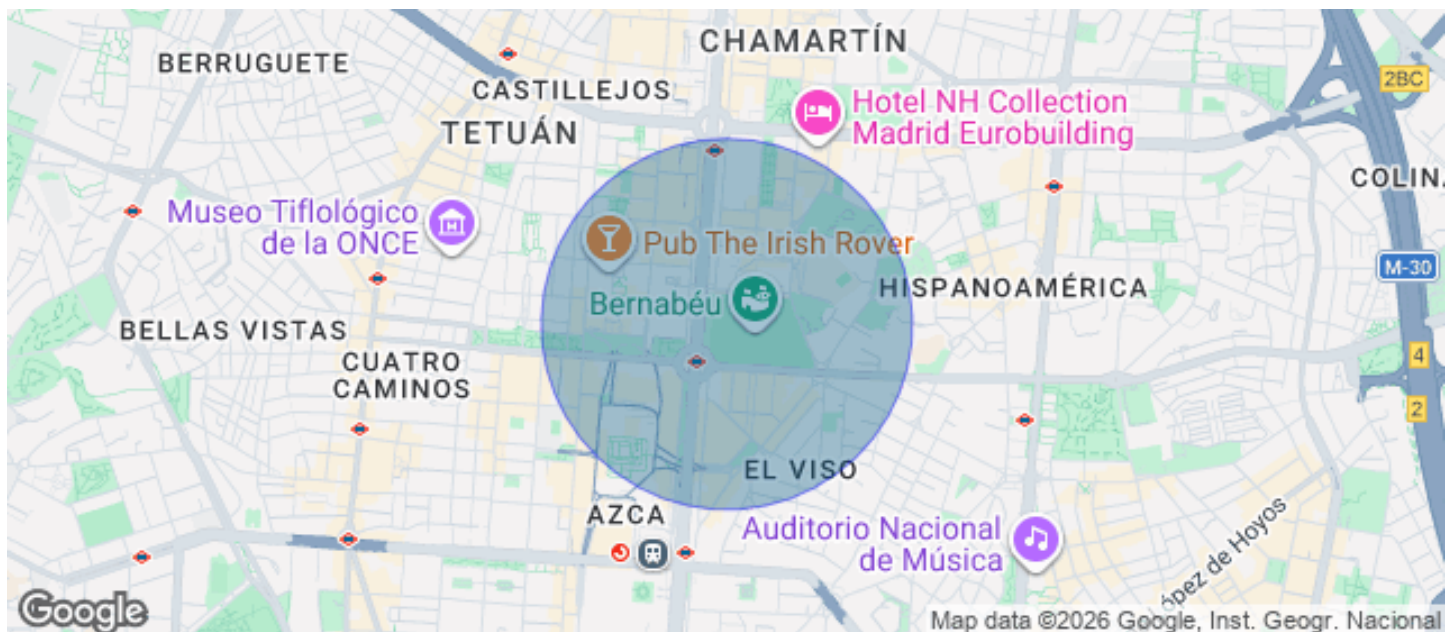 CHAMARTÍN
BERRUGUETE
CASTILLEJOS
2BC
Hotel NH Collection
Madrid Eurobuilding
TETUÁN
COLINA
Museo Tiflológico
de la ONCE
Pub The Irish Rover
M-30
Bernabéu
HISPANOAMÉRICA
BELLAS VISTAS
CUATRO
CAMINOS
4
2
EL VISO
AZCA
Auditorio Nacional
de Música
López de Hoyos
Google
Map data ©2026 Google, Inst. Geogr. Nacional